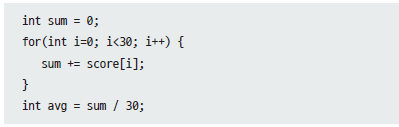 int sum = 0;
for(int i=0; i<30; i++) {
   sum += score[i];
}
int avg = sum / 30;